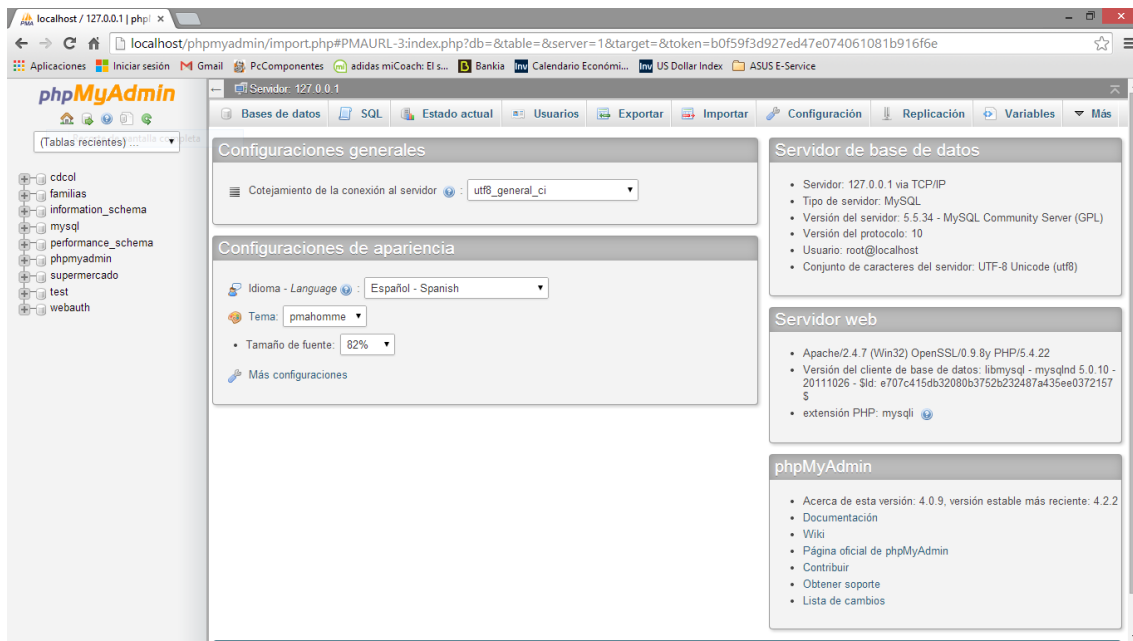 localhost / 127.0.0.1 | phpl
localhost/phpmyadmin/import.php#PMAURL-3:index.php?db=&table=&server=1&target=&token=b0f59f3d927ed47e074061081b916f6e
Aplicaciones Iniciar sesión Gmail PcComponentes adidas miCoach: El s... Bankia Calendario Económi... US Dollar Index ASUS E-Service
phpMyAdmin
(Tablas recientes) ...
cdcol
familias
information_schema
mysql
performance_schema
phpmyadmin
supermercado
test
webauth
Servidor: 127.0.0.1
Bases de datos SQL Estado actual Usuarios Exportar Importar Configuración Replicación Variables Más
Configuraciones generales
Cotejamiento de la conexión al servidor : utf8_general_ci
Configuraciones de apariencia
Idioma - Language : Español - Spanish
Tema: pmahomme
Tamaño de fuente: 82%
Más configuraciones
Servidor de base de datos
Servidor: 127.0.0.1 via TCP/IP
Tipo de servidor: MySQL
Versión del servidor: 5.5.34 - MySQL Community Server (GPL)
Versión del protocolo: 10
Usuario: root@localhost
Conjunto de caracteres del servidor: UTF-8 Unicode (utf8)
Servidor web
Apache/2.4.7 (Win32) OpenSSL/0.9.8y PHP/5.4.22
Versión del cliente de base de datos: libmysql - mysqlnd 5.0.10 -
20111026 - $Id: e707c415db32080b3752b232487a435ee0372157
$
extensión PHP: mysqli
phpMyAdmin
Acerca de esta versión: 4.0.9, versión estable más reciente: 4.2.2
Documentación
Wiki
Página oficial de phpMyAdmin
Contribuir
Obtener soporte
Lista de cambios